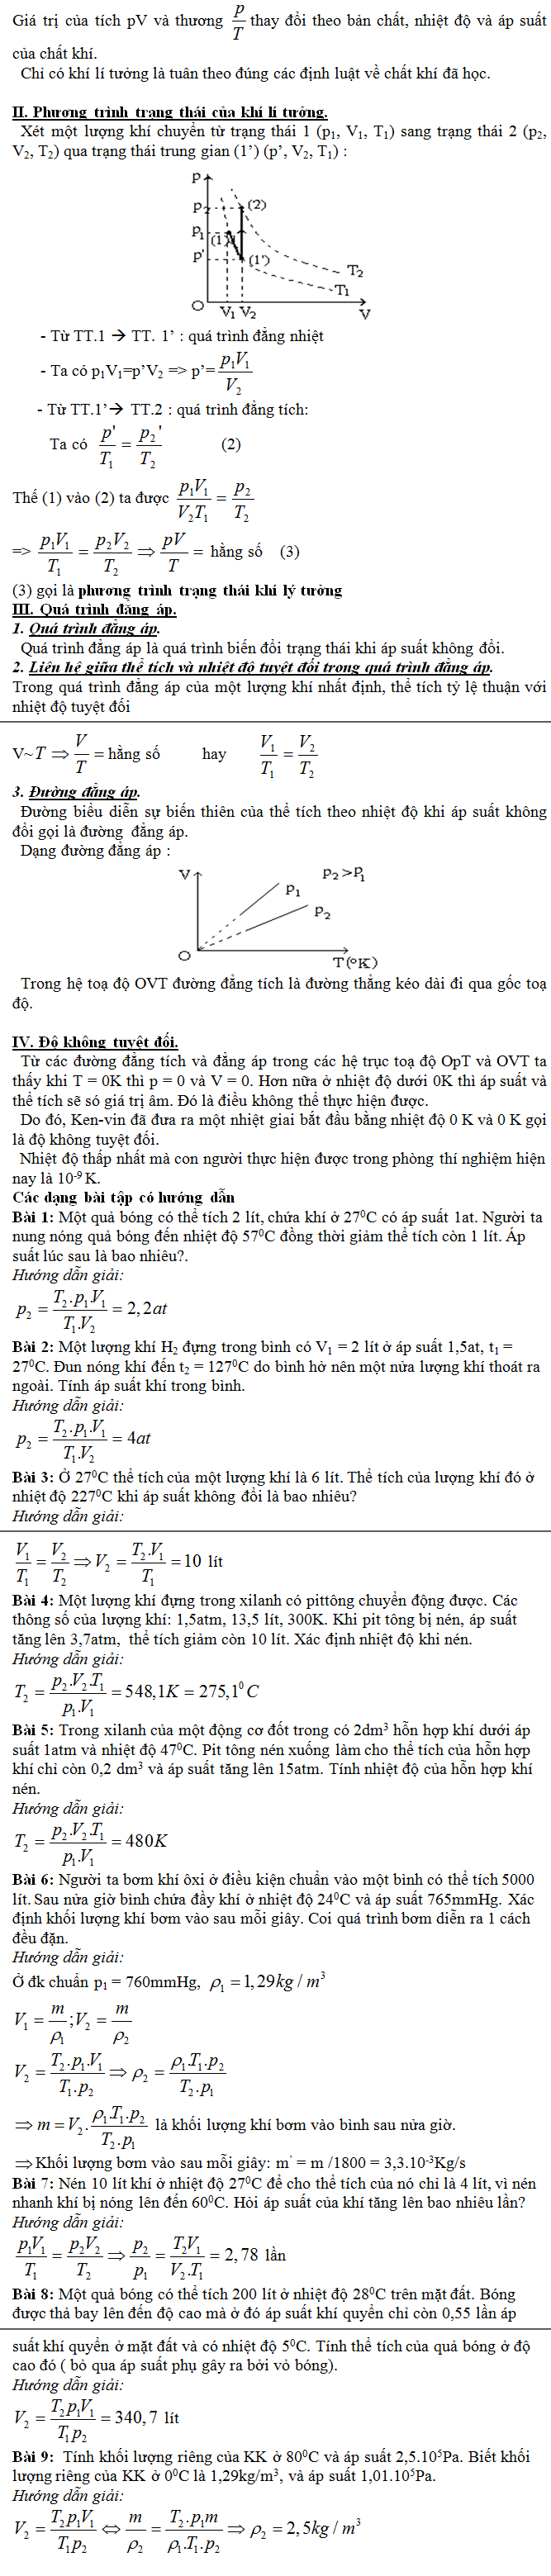 Giá trị của tích pV và thương p/T thay đổi theo bản chất, nhiệt độ và áp suất
của chất khí.
Chỉ có khí lí tưởng là tuân theo đúng các định luật về chất khí đã học.
II. Phương trình trạng thái của khí lí tưởng.
Xét một lượng khí chuyển từ trạng thái 1 (p₁, V₁, T₁) sang trạng thái 2 (p₂,
V₂, T₂) qua trạng thái trung gian (1') (p', V₂, T₁) :
p
p₂ (2)
p₁ (1)
p' (1')
T₂
T₁
O V₁ V₂ V
- Từ TT.1 → TT. 1' : quá trình đẳng nhiệt
- Ta có p₁V₁=p'V₂ => p'= p₁V₁/V₂
- Từ TT.1'→ TT.2 : quá trình đẳng tích:
Ta có p'/T₁ = p₂'/T₂ (2)
Thế (1) vào (2) ta được p₁V₁/V₂T₁ = p₂/T₂
=> p₁V₁/T₁ = p₂V₂/T₂ ⇒ pV/T = hằng số (3)
(3) gọi là phương trình trạng thái khí lý tưởng
III. Quá trình đẳng áp.
1. Quá trình đẳng áp.
Quá trình đẳng áp là quá trình biến đổi trạng thái khi áp suất không đổi.
2. Liên hệ giữa thể tích và nhiệt độ tuyệt đối trong quá trình đẳng áp.
Trong quá trình đẳng áp của một lượng khí nhất định, thể tích tỷ lệ thuận với
nhiệt độ tuyệt đối
V~T ⇒ V/T = hằng số hay V₁/T₁ = V₂/T₂
3. Đường đẳng áp.
Đường biểu diễn sự biến thiên của thể tích theo nhiệt độ khi áp suất không
đổi gọi là đường đẳng áp.
Dạng đường đẳng áp :
V p₂>p₁
p₁
p₂
O T(⁰K)
Trong hệ toạ độ OVT đường đẳng tích là đường thẳng kéo dài đi qua gốc toạ
độ.
IV. Độ không tuyệt đối.
Từ các đường đẳng tích và đẳng áp trong các hệ trục toạ độ OpT và OVT ta
thấy khi T = 0K thì p = 0 và V = 0. Hơn nữa ở nhiệt độ dưới 0K thì áp suất và
thể tích sẽ só giá trị âm. Đó là điều không thể thực hiện được.
Do đó, Ken-vin đã đưa ra một nhiệt giai bắt đầu bằng nhiệt độ 0 K và 0 K gọi
là độ không tuyệt đối.
Nhiệt độ thấp nhất mà con người thực hiện được trong phòng thí nghiệm hiện
nay là 10⁻⁹ K.
Các dạng bài tập có hướng dẫn
Bài 1: Một quả bóng có thể tích 2 lít, chứa khí ở 27⁰C có áp suất 1at. Người ta
nung nóng quả bóng đến nhiệt độ 57⁰C đồng thời giảm thể tích còn 1 lít. Áp
suất lúc sau là bao nhiêu?.
Hướng dẫn giải:
p₂ = T₂.p₁.V₁/T₁.V₂ = 2,2at
Bài 2: Một lượng khí H₂ đựng trong bình có V₁ = 2 lít ở áp suất 1,5at, t₁ =
27⁰C. Đun nóng khí đến t₂ = 127⁰C do bình hở nên một nửa lượng khí thoát ra
ngoài. Tính áp suất khí trong bình.
Hướng dẫn giải:
p₂ = T₂.p₁.V₁/T₁.V₂ = 4at
Bài 3: Ở 27⁰C thể tích của một lượng khí là 6 lít. Thể tích của lượng khí đó ở
nhiệt độ 227⁰C khi áp suất không đổi là bao nhiêu?
Hướng dẫn giải:
V₁/T₁ = V₂/T₂ ⇒ V₂ = T₂.V₁/T₁ = 10 lít
Bài 4: Một lượng khí đựng trong xilanh có pittông chuyển động được. Các
thông số của lượng khí: 1,5atm, 13,5 lít, 300K. Khi pit tông bị nén, áp suất
tăng lên 3,7atm, thể tích giảm còn 10 lít. Xác định nhiệt độ khi nén.
Hướng dẫn giải:
T₂ = p₂.V₂.T₁/p₁.V₁ = 548,1K = 275,1⁰C
Bài 5: Trong xilanh của một động cơ đốt trong có 2dm³ hỗn hợp khí dưới áp
suất 1atm và nhiệt độ 47⁰C. Pit tông nén xuống làm cho thể tích của hỗn hợp
khí chỉ còn 0,2 dm³ và áp suất tăng lên 15atm. Tính nhiệt độ của hỗn hợp khí
nén.
Hướng dẫn giải:
T₂ = p₂.V₂.T₁/p₁.V₁ = 480K
Bài 6: Người ta bơm khí ôxi ở điều kiện chuẩn vào một bình có thể tích 5000
lít. Sau nửa giờ bình chứa đầy khí ở nhiệt độ 24⁰C và áp suất 765mmHg. Xác
định khối lượng khí bơm vào sau mỗi giây. Coi quá trình bơm diễn ra 1 cách
đều đặn.
Hướng dẫn giải:
Ở đk chuẩn p₁ = 760mmHg, ρ₁ = 1,29kg / m³
V₁ = m/ρ₁ ; V₂ = m/ρ₂
V₂ = T₂.p₁.V₁/T₁.p₂ ⇒ ρ₂ = ρ₁.T₁.p₂/T₂.p₁
⇒ m = V₂. ρ₁.T₁.p₂/T₂.p₁ là khối lượng khí bơm vào bình sau nửa giờ.
⇒ Khối lượng bơm vào sau mỗi giây: m' = m /1800 = 3,3.10⁻³Kg/s
Bài 7: Nén 10 lít khí ở nhiệt độ 27⁰C để cho thể tích của nó chỉ là 4 lít, vì nén
nhanh khí bị nóng lên đến 60⁰C. Hỏi áp suất của khí tăng lên bao nhiêu lần?
Hướng dẫn giải:
p₁V₁/T₁ = p₂V₂/T₂ ⇒ p₂/p₁ = T₂V₁/V₂.T₁ = 2,78 lần
Bài 8: Một quả bóng có thể tích 200 lít ở nhiệt độ 28⁰C trên mặt đất. Bóng
được thả bay lên đến độ cao mà ở đó áp suất khí quyển chỉ còn 0,55 lần áp
suất khí quyển ở mặt đất và có nhiệt độ 5⁰C. Tính thể tích của quả bóng ở độ
cao đó ( bỏ qua áp suất phụ gây ra bởi vỏ bóng).
Hướng dẫn giải:
V₂ = T₂p₁V₁/T₁p₂ = 340,7 lít
Bài 9: Tính khối lượng riêng của KK ở 80⁰C và áp suất 2,5.10⁵Pa. Biết khối
lượng riêng của KK ở 0⁰C là 1,29kg/m³, và áp suất 1,01.10⁵Pa.
Hướng dẫn giải:
V₂ = T₂p₁V₁/T₁p₂ ⇔ m/ρ₂ = T₂.p₁m/ρ₁.T₁.p₂ ⇒ ρ₂ = 2,5kg / m³